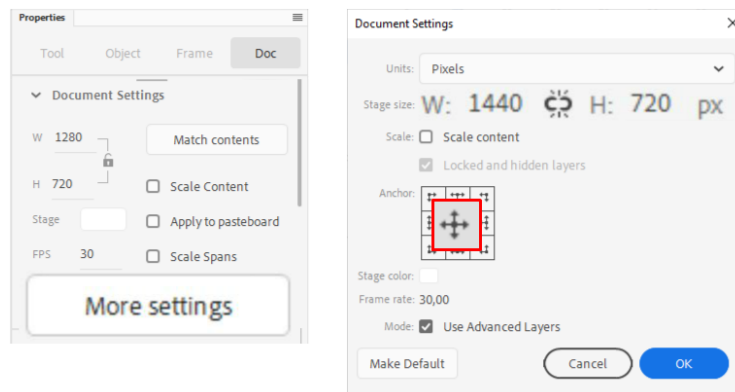 Properties
Tool Object Frame Doc
Document Settings
W 1280
Match contents
H 720
Scale Content
Stage
Apply to pasteboard
FPS 30
Scale Spans
More settings
Document Settings
Units: Pixels
Stage size: W: 1440 H: 720 px
Scale: Scale content
Locked and hidden layers
Anchor:
Stage color:
Frame rate: 30,00
Mode: Use Advanced Layers
Make Default Cancel OK